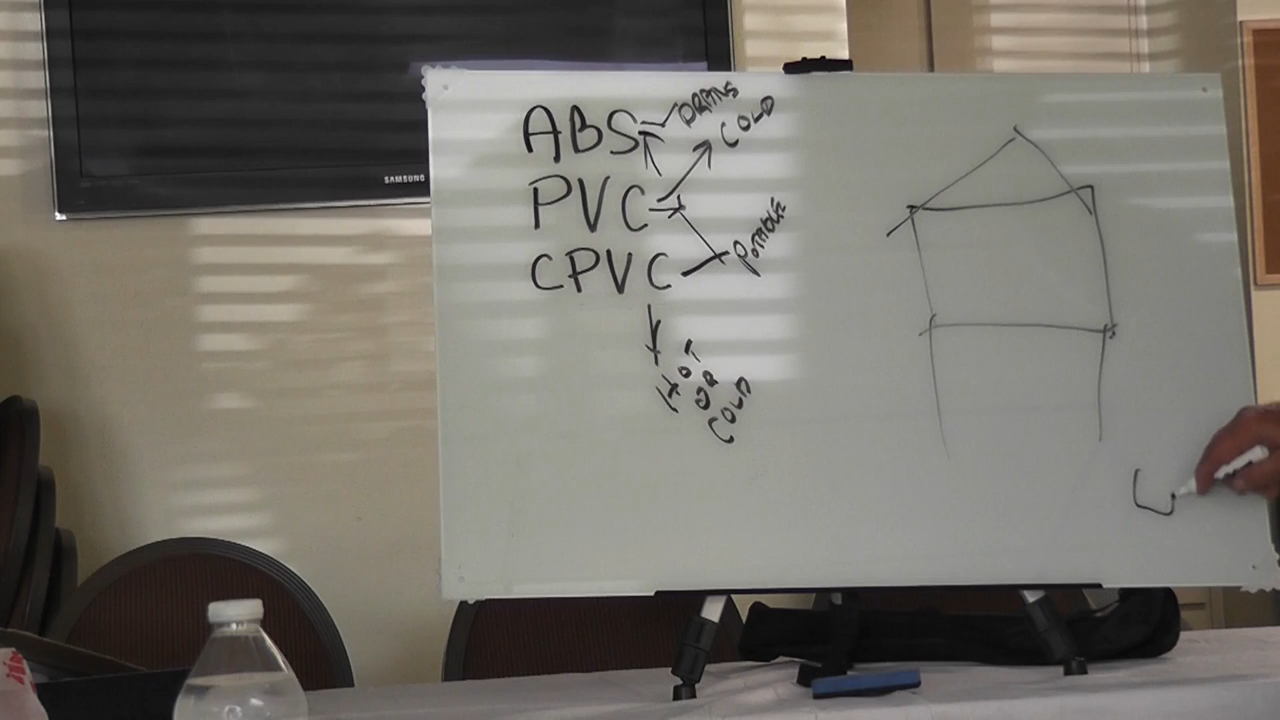 SAMSUNG
ABS
DRAINS
COLD
PVC
POTABLE
CPVC
HOT
OR
COLD